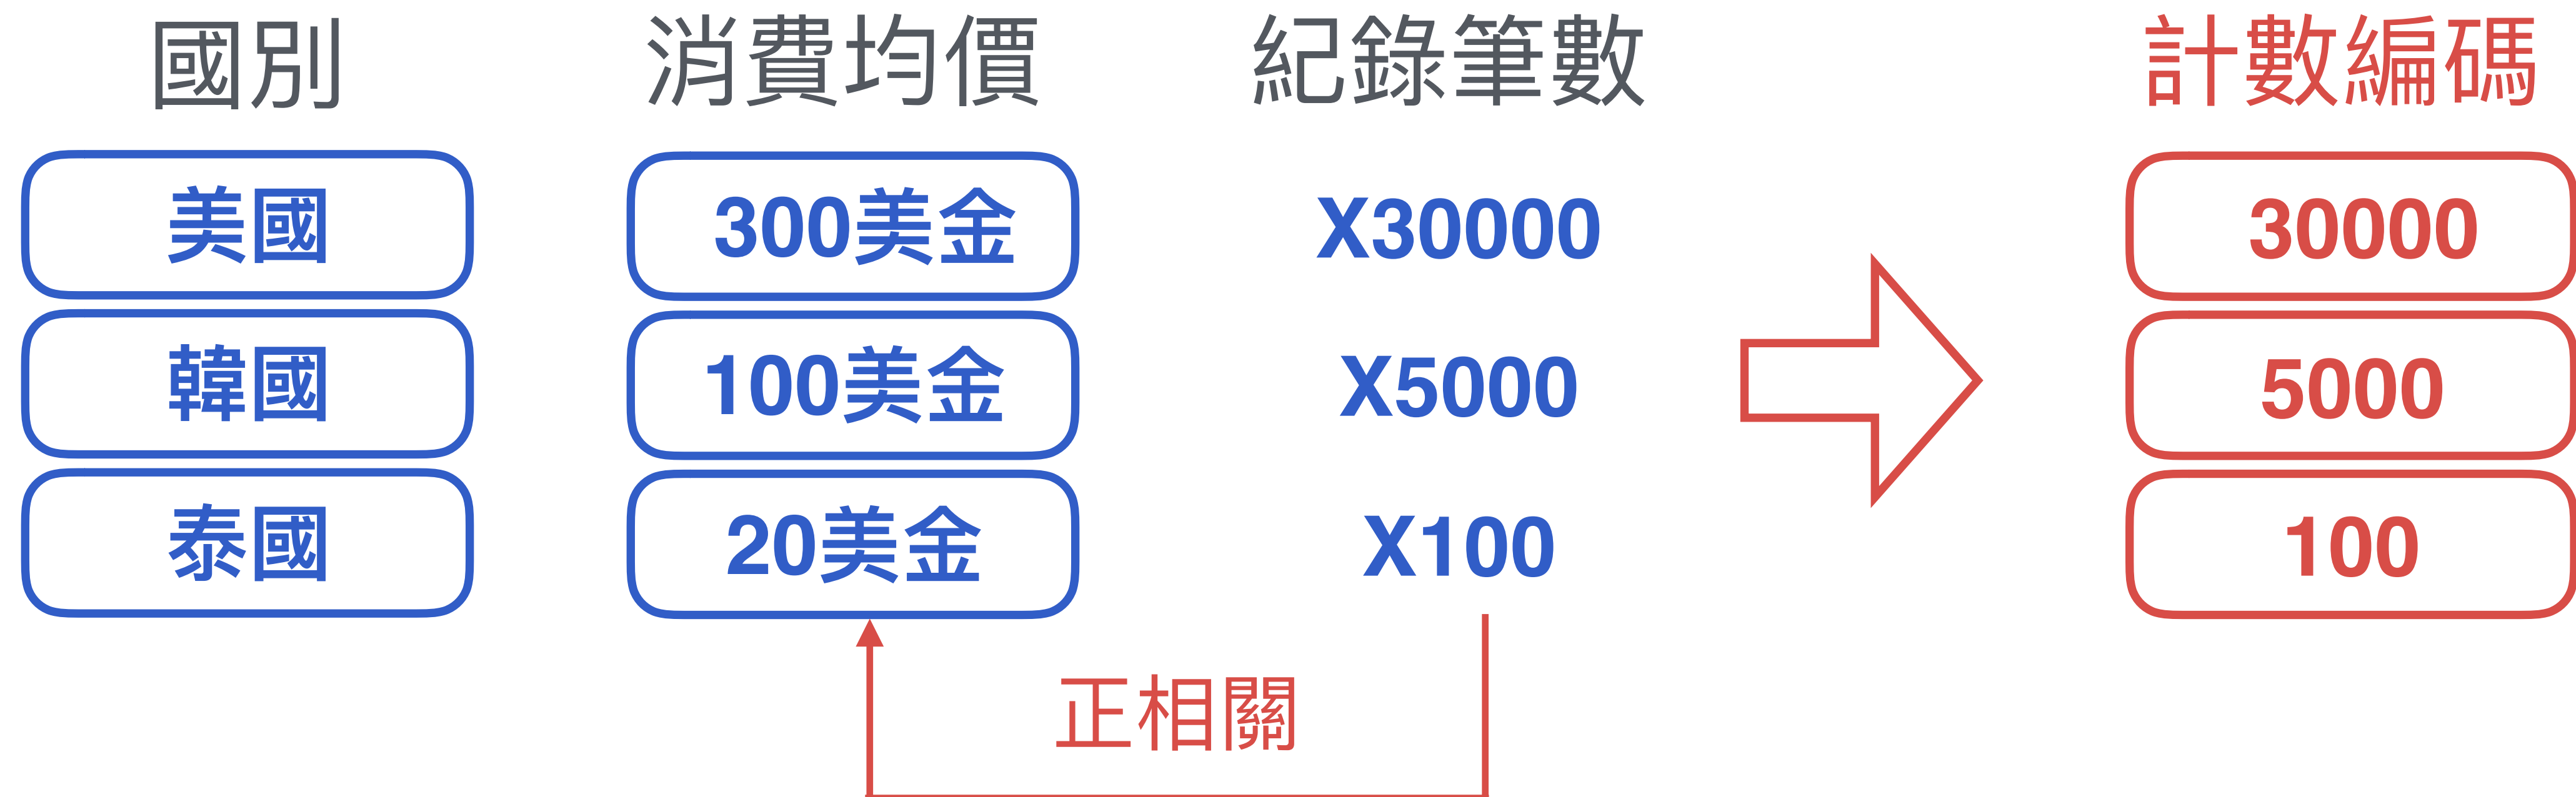 國別 消費均價 紀錄筆數 計數編碼
美國 300美金 X30000 30000
韓國 100美金 X5000 5000
泰國 20美金 X100 100
正相關